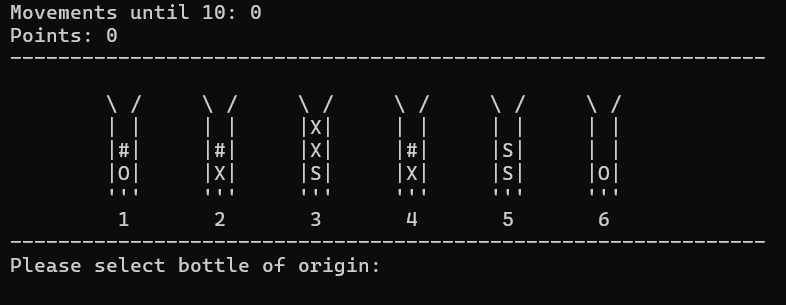 Movements until 10: 0
Points: 0
---------------------------------------------------------------
        \ /     \ /     \ /     \ /     \ /     \ /
        | |     | |     |X|     | |     | |     | |
        |#|     |#|     |X|     |#|     |S|     | |
        |O|     |X|     |S|     |X|     |S|     |O|
        '''     '''     '''     '''     '''     '''
         1       2       3       4       5       6
---------------------------------------------------------------
Please select bottle of origin: